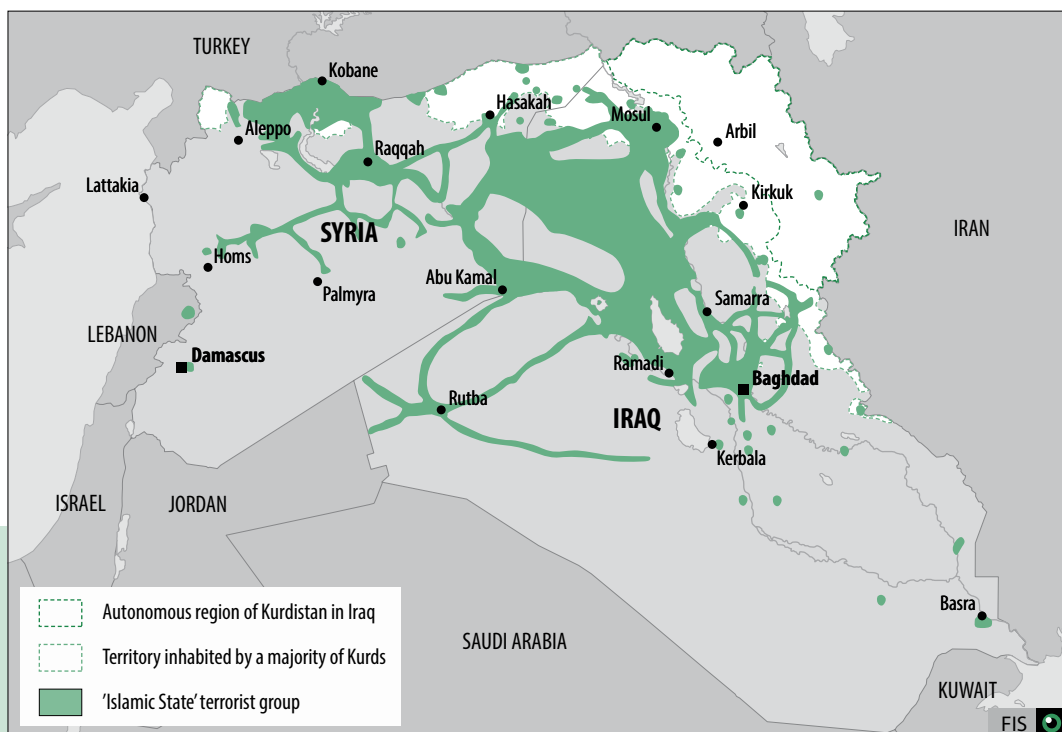 TURKEY
Kobane
Hasakah
Mosul
Arbil
Aleppo
Raqqah
Lattakia
Kirkuk
SYRIA
IRAN
Homs
Abu Kamal
Palmyra
Samarra
LEBANON
Damascus
Ramadi
Baghdad
Rutba
IRAQ
Kerbala
ISRAEL
JORDAN
Autonomous region of Kurdistan in Iraq
Basra
SAUDI ARABIA
Territory inhabited by a majority of Kurds
KUWAIT
'Islamic State' terrorist group
FIS